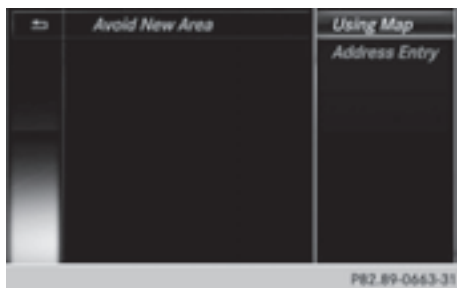 Avoid New Area
Using Map
Address Entry
P82.89-0663-31